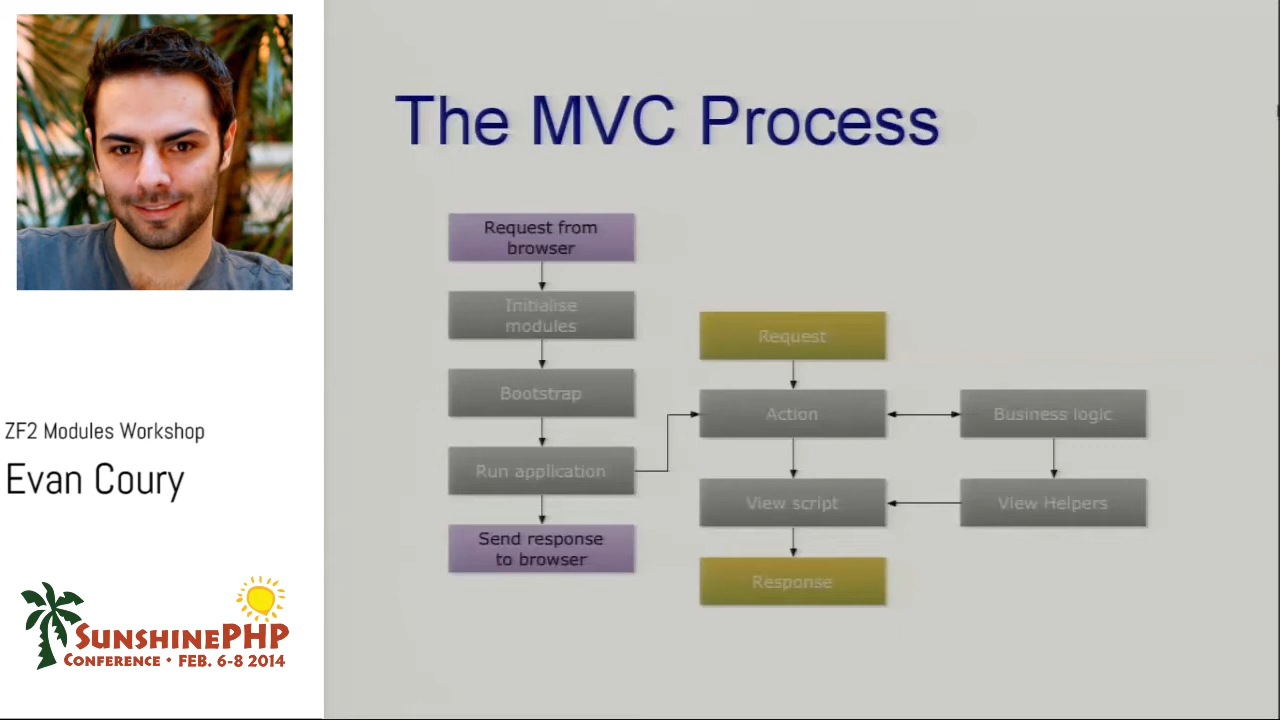 ZF2 Modules Workshop
Evan Coury
SUNSHINEPHP
CONFERENCE • FEB. 6-8 2014
The MVC Process
Request from
browser
Initialise
modules
Bootstrap
Run application
Send response
to browser
Request
Action
View script
Response
Business logic
View Helpers